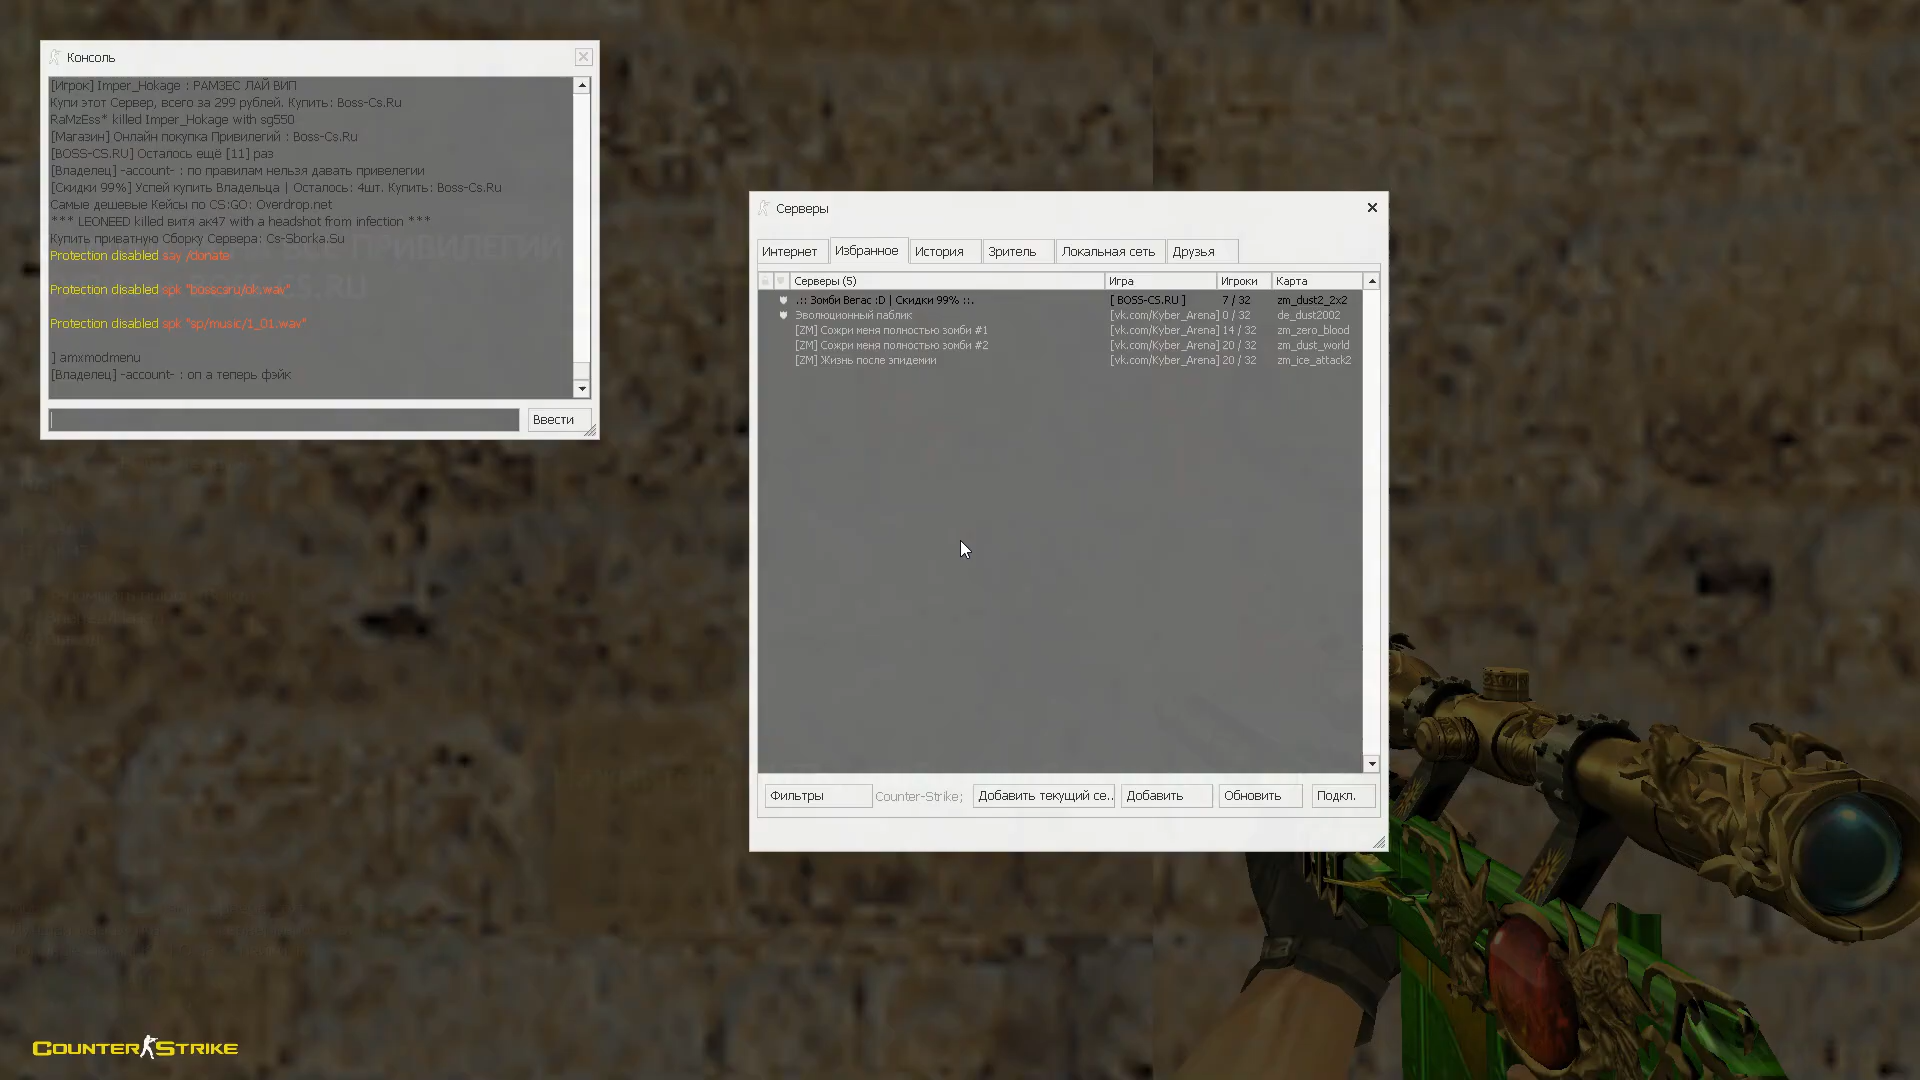 Консоль
[Игрок] Imper_Hokage : РАМЗЕС ЛАЙ ВИП
Купи этот Сервер, всего за 299 рублей. Купить: Boss-Cs.Ru
RaMzEss* killed Imper_Hokage with sg550
[Магазин] Онлайн покупка Привилегий : Boss-Cs.Ru
[BOSS-CS.RU] Осталось ещё [11] раз
[Владелец] -account- : по правилам нельзя давать привелегии
[Скидки 99%] Успей купить Владельца | Осталось: 4шт. Купить: Boss-Cs.Ru
Самые дешевые Кейсы по CS:GO: Overdrop.net
*** LEONEED killed витя ак47 with a headshot from infection ***
Купить приватную Сборку Сервера: Cs-Sborka.Su
Protection disabled say /donate
Protection disabled spk "bosscsru/ok.wav"
Protection disabled spk "sp/music/1_01.wav"
] amxmodmenu
[Владелец] -account- : оп а теперь фэйк
Ввести
Серверы
Интернет Избранное История Зритель Локальная сеть Друзья
Серверы (5) Игра Игроки Карта
.:: Зомби Вегас :D | Скидки 99% ::. [ BOSS-CS.RU ] 7 / 32 zm_dust2_2x2
Эволюционный паблик [vk.com/Kyber_Arena] 0 / 32 de_dust2002
[ZM] Сожри меня полностью зомби #1 [vk.com/Kyber_Arena] 14 / 32 zm_zero_blood
[ZM] Сожри меня полностью зомби #2 [vk.com/Kyber_Arena] 20 / 32 zm_dust_world
[ZM] Жизнь после эпидемии [vk.com/Kyber_Arena] 20 / 32 zm_ice_attack2
Фильтры Counter-Strike; Добавить текущий се.. Добавить Обновить Подкл.
COUNTER STRIKE